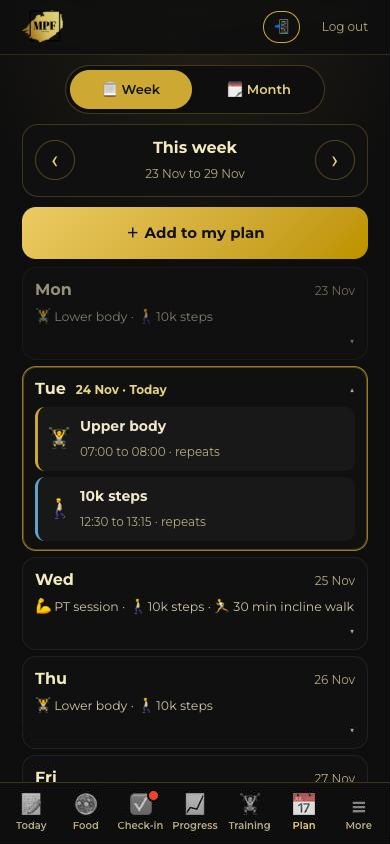 MPF
Log out
Week
Month
This week
23 Nov to 29 Nov
+ Add to my plan
Mon
23 Nov
Lower body · 10k steps
Tue 24 Nov · Today
Upper body
07:00 to 08:00 · repeats
10k steps
12:30 to 13:15 · repeats
Wed
25 Nov
PT session · 10k steps · 30 min incline walk
Thu
26 Nov
Lower body · 10k steps
Fri
27 Nov
17
Today
Food
Check-in
Progress
Training
Plan
More